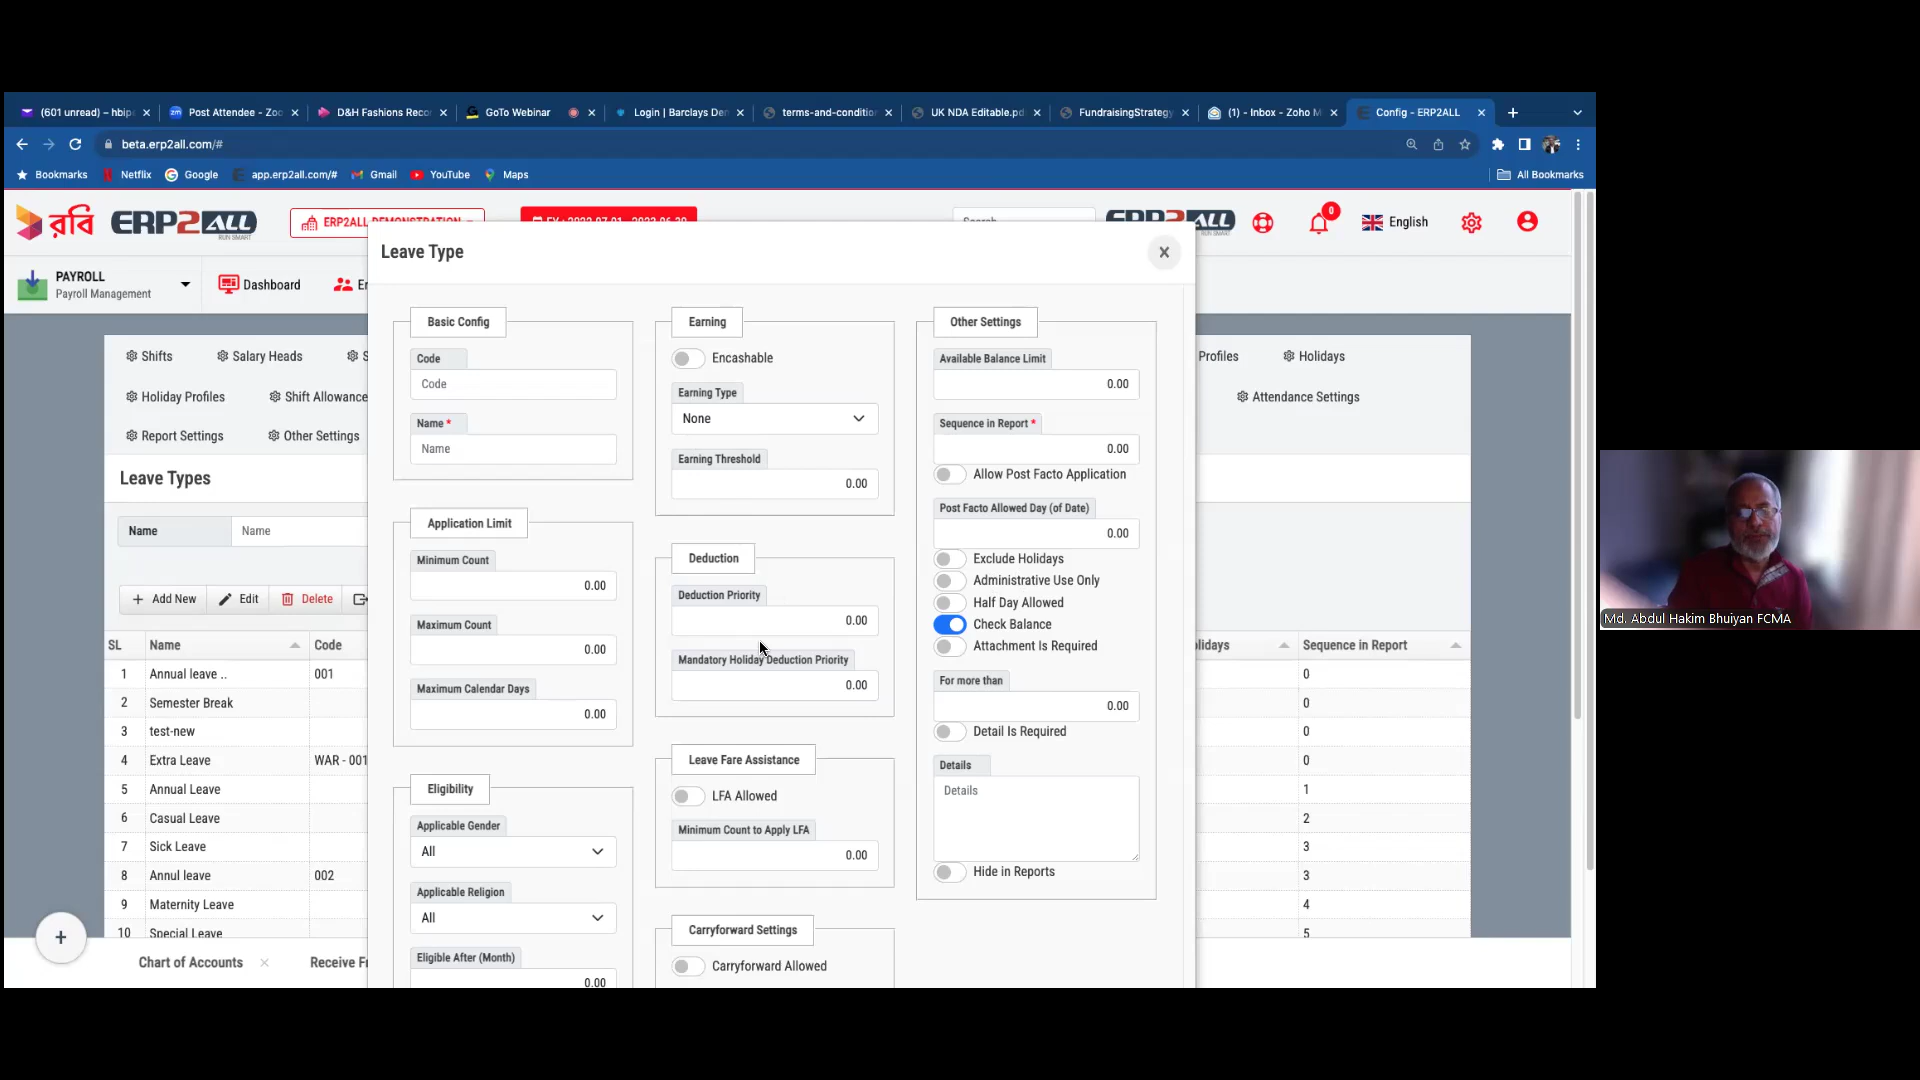 (601 unread) – hbip
Post Attendee - Zoo
D&H Fashions Reco
GoTo Webinar
Login | Barclays De
terms-and-conditio
UK NDA Editable.pd
FundraisingStrategy
(1) - Inbox - Zoho M
Config - ERP2ALL
beta.erp2all.com/#
Bookmarks
Netflix
Google
app.erp2all.com/#
Gmail
YouTube
Maps
All Bookmarks
রবি
ERP2ALL
RUN SMART
ERP2ALL DEMONSTRATION
Search
ERP2ALL
0
English
PAYROLL
Payroll Management
Dashboard
Leave Type
Shifts
Salary Heads
Profiles
Holidays
Holiday Profiles
Shift Allowance
Attendance Settings
Report Settings
Other Settings
Leave Types
Name
Name
Add New
Edit
Delete
SL
Name
Code
lidays
Sequence in Report
1 Annual leave .. 001 0
2 Semester Break 0
3 test-new 0
4 Extra Leave WAR - 001 0
5 Annual Leave 1
6 Casual Leave 2
7 Sick Leave 3
8 Annul leave 002 3
9 Maternity Leave 4
10 Special Leave 5
Chart of Accounts
Receive Fr
Basic Config
Code
Code
Name *
Name
Application Limit
Minimum Count
0.00
Maximum Count
0.00
Maximum Calendar Days
0.00
Eligibility
Applicable Gender
All
Applicable Religion
All
Eligible After (Month)
0.00
Earning
Encashable
Earning Type
None
Earning Threshold
0.00
Deduction
Deduction Priority
0.00
Mandatory Holiday Deduction Priority
0.00
Leave Fare Assistance
LFA Allowed
Minimum Count to Apply LFA
0.00
Carryforward Settings
Carryforward Allowed
Other Settings
Available Balance Limit
0.00
Sequence in Report *
0.00
Allow Post Facto Application
Post Facto Allowed Day (of Date)
0.00
Exclude Holidays
Administrative Use Only
Half Day Allowed
Check Balance
Attachment Is Required
For more than
0.00
Detail Is Required
Details
Details
Hide in Reports
Md. Abdul Hakim Bhuiyan FCMA